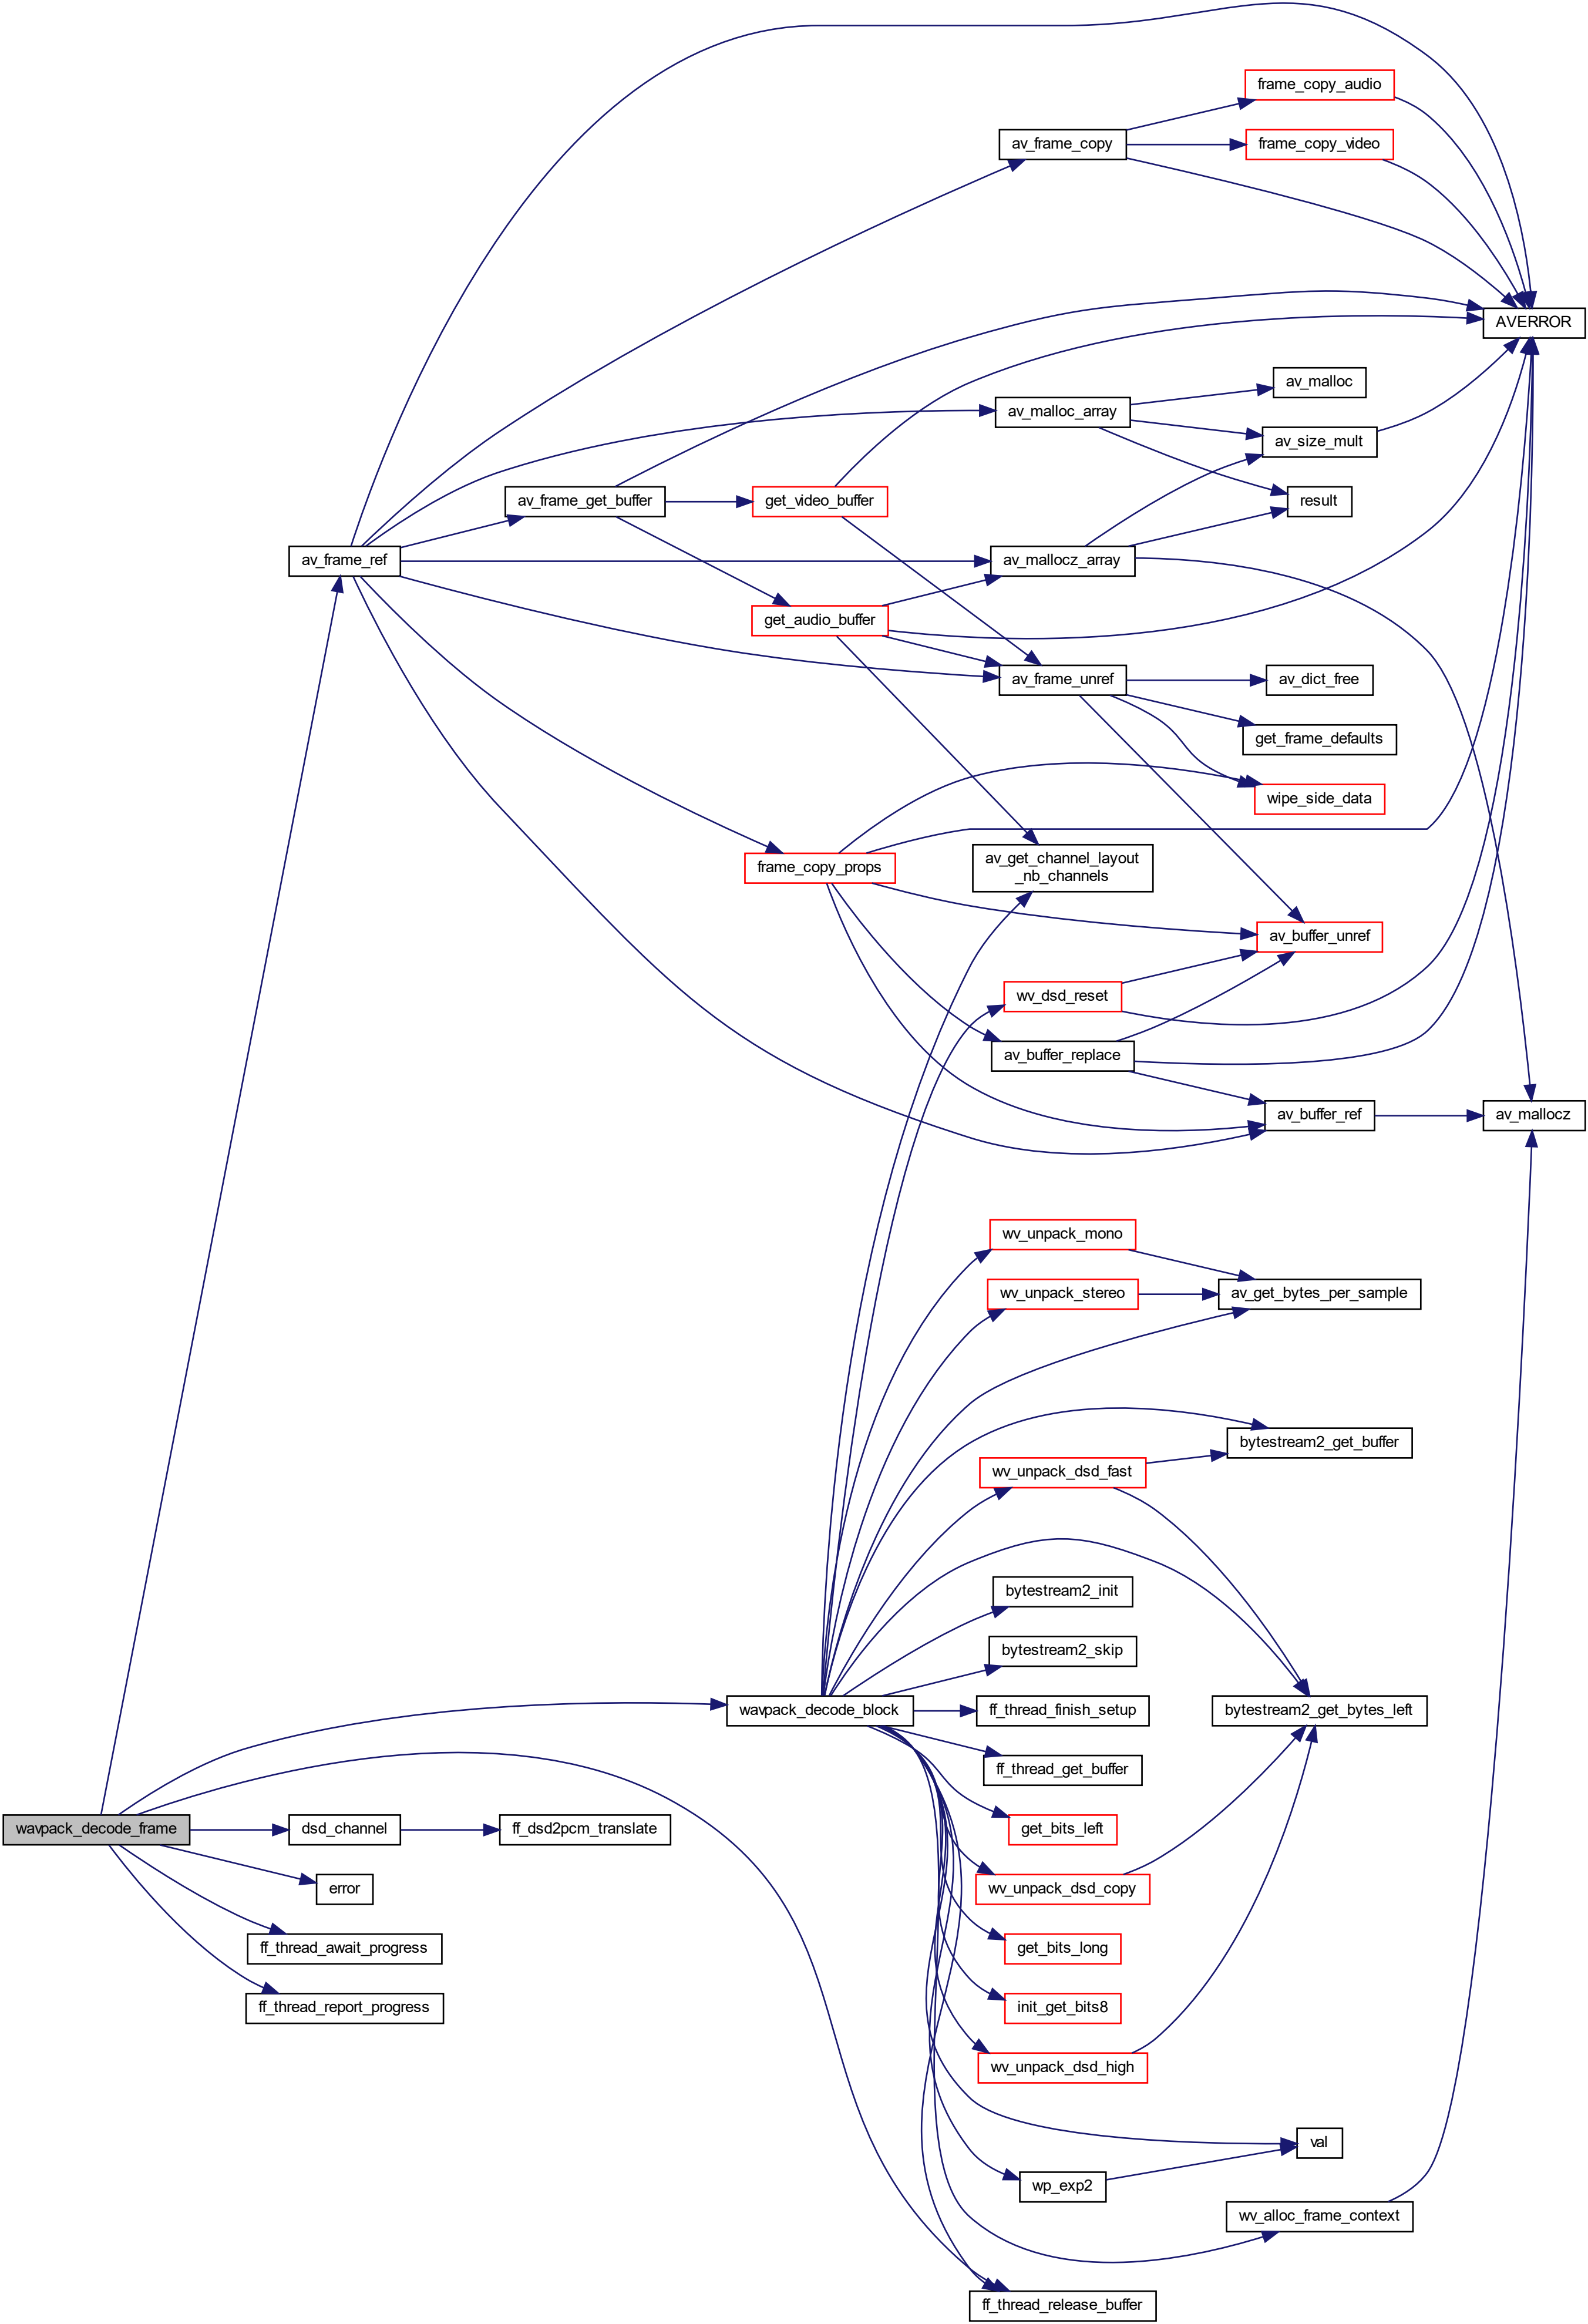 frame_copy_audio
av_frame_copy
frame_copy_video
AVERROR
av_malloc
av_malloc_array
av_size_mult
av_frame_get_buffer
get_video_buffer
result
av_frame_ref
av_mallocz_array
get_audio_buffer
av_frame_unref
av_dict_free
get_frame_defaults
wipe_side_data
frame_copy_props
av_get_channel_layout
_nb_channels
av_buffer_unref
wv_dsd_reset
av_buffer_replace
av_buffer_ref
av_mallocz
wv_unpack_mono
wv_unpack_stereo
av_get_bytes_per_sample
bytestream2_get_buffer
wv_unpack_dsd_fast
bytestream2_init
bytestream2_skip
wavpack_decode_block
ff_thread_finish_setup
bytestream2_get_bytes_left
ff_thread_get_buffer
wavpack_decode_frame
dsd_channel
ff_dsd2pcm_translate
get_bits_left
error
wv_unpack_dsd_copy
ff_thread_await_progress
get_bits_long
ff_thread_report_progress
init_get_bits8
wv_unpack_dsd_high
val
wp_exp2
wv_alloc_frame_context
ff_thread_release_buffer